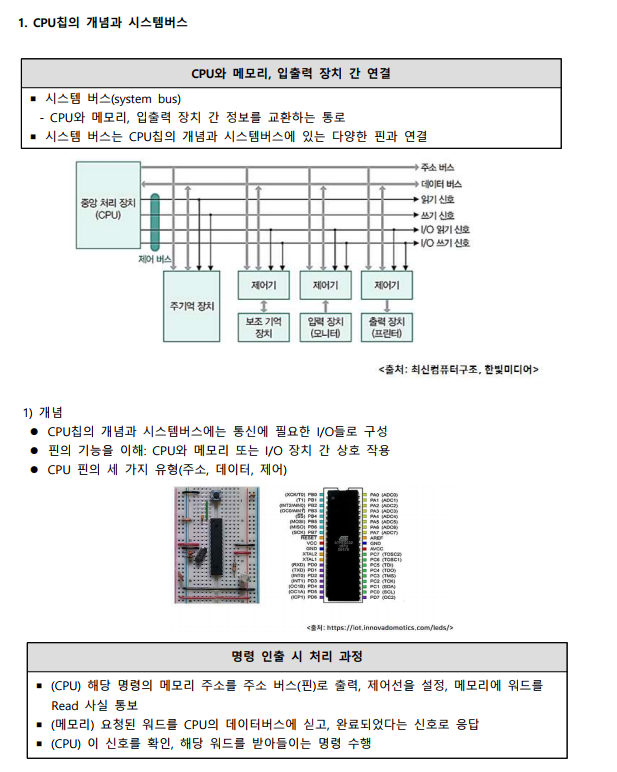 1. CPU칩의 개념과 시스템버스
CPU와 메모리, 입출력 장치 간 연결
▪ 시스템 버스(system bus)
- CPU와 메모리, 입출력 장치 간 정보를 교환하는 통로
▪ 시스템 버스는 CPU칩의 개념과 시스템버스에 있는 다양한 핀과 연결
중앙 처리 장치
(CPU)
주소 버스
데이터 버스
읽기 신호
쓰기 신호
I/O 읽기 신호
I/O 쓰기 신호
제어 버스
주기억 장치
제어기
제어기
제어기
보조 기억
장치
입력 장치
(모니터)
출력 장치
(프린터)
<출처: 최신컴퓨터구조, 한빛미디어>
1) 개념
● CPU칩의 개념과 시스템버스에는 통신에 필요한 I/O들로 구성
● 핀의 기능을 이해: CPU와 메모리 또는 I/O 장치 간 상호 작용
● CPU 핀의 세 가지 유형(주소, 데이터, 제어)
(XCK/T0) PB0
(T1) PB1
(INT2/AIN0) PB2
(OC0/AIN1) PB3
(SS) PB4
(MOSI) PB5
(MISO) PB6
(SCK) PB7
RESET
VCC
GND
XTAL2
XTAL1
(RXD) PD0
(TXD) PD1
(INT0) PD2
(INT1) PD3
(OC1B) PD4
(OC1A) PD5
(ICP1) PD6
PA0 (ADC0)
PA1 (ADC1)
PA2 (ADC2)
PA3 (ADC3)
PA4 (ADC4)
PA5 (ADC5)
PA6 (ADC6)
PA7 (ADC7)
AREF
GND
AVCC
PC7 (TOSC2)
PC6 (TOSC1)
PC5 (TDI)
PC4 (TDO)
PC3 (TMS)
PC2 (TCK)
PC1 (SDA)
PC0 (SCL)
PD7 (OC2)
<출처: https://iot.innovadomotics.com/leds/>
명령 인출 시 처리 과정
▪ (CPU) 해당 명령의 메모리 주소를 주소 버스(핀)로 출력, 제어선을 설정, 메모리에 워드를
Read 사실 통보
▪ (메모리) 요청된 워드를 CPU의 데이터버스에 싣고, 완료되었다는 신호로 응답
▪ (CPU) 이 신호를 확인, 해당 워드를 받아들이는 명령 수행